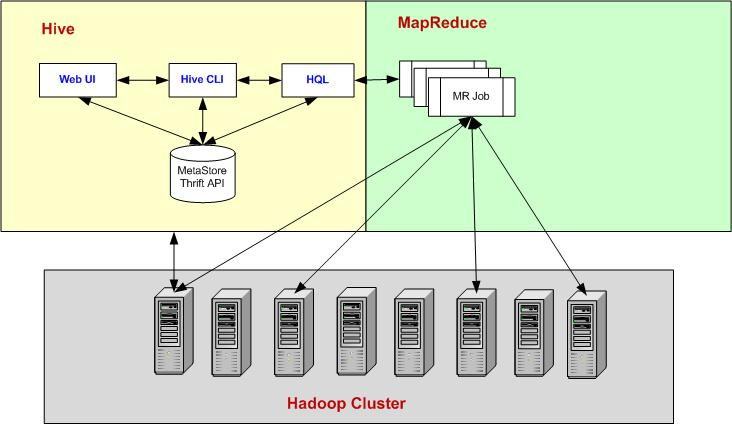 Hive
MapReduce
Web UI
Hive CLI
HQL
MR Job
MetaStore
Thrift API
Hadoop Cluster